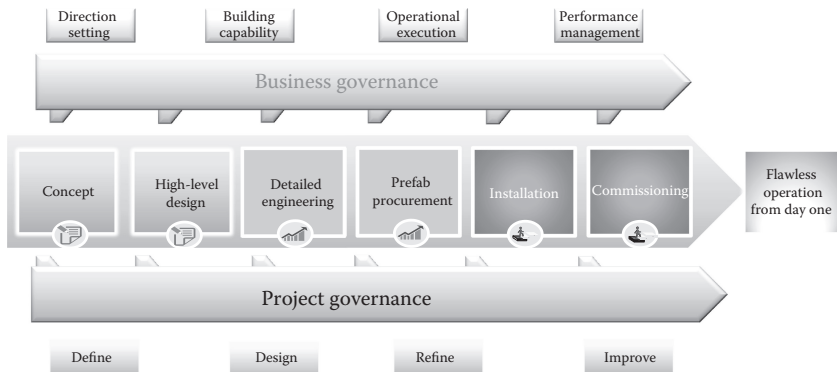 Direction
setting
Building
capability
Operational
execution
Performance
management
Business governance
Concept
High-level
design
Detailed
engineering
Prefab
procurement
Installation
Commissioning
Flawless
operation
from day one
Project governance
Define
Design
Refine
Improve